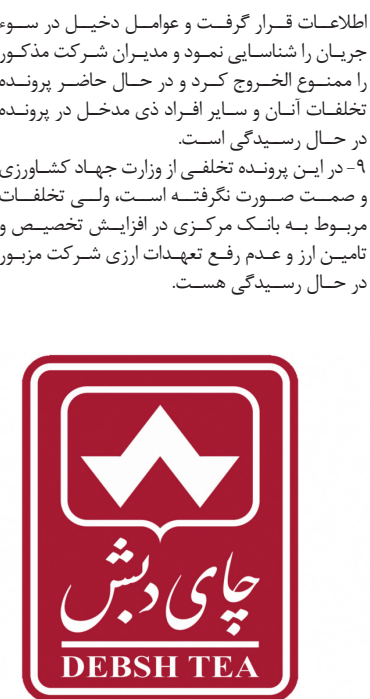 اطلاعات قرار گرفت و عوامل دخیل در سوء
جریان را شناسایی نمود و مدیران شرکت مذکور
را ممنوع الخروج کرد و در حال حاضر پرونده
تخلفات آنان و سایر افراد ذی مدخل در پرونده
در حال رسیدگی است.
۹- در این پرونده تخلفی از وزارت جهاد کشاورزی
و صمت صورت نگرفته است، ولی تخلفات
مربوط به بانک مرکزی در افزایش تخصیص و
تامین ارز و عدم رفع تعهدات ارزی شرکت مزبور
در حال رسیدگی هست.
چای دبش
DEBSH TEA